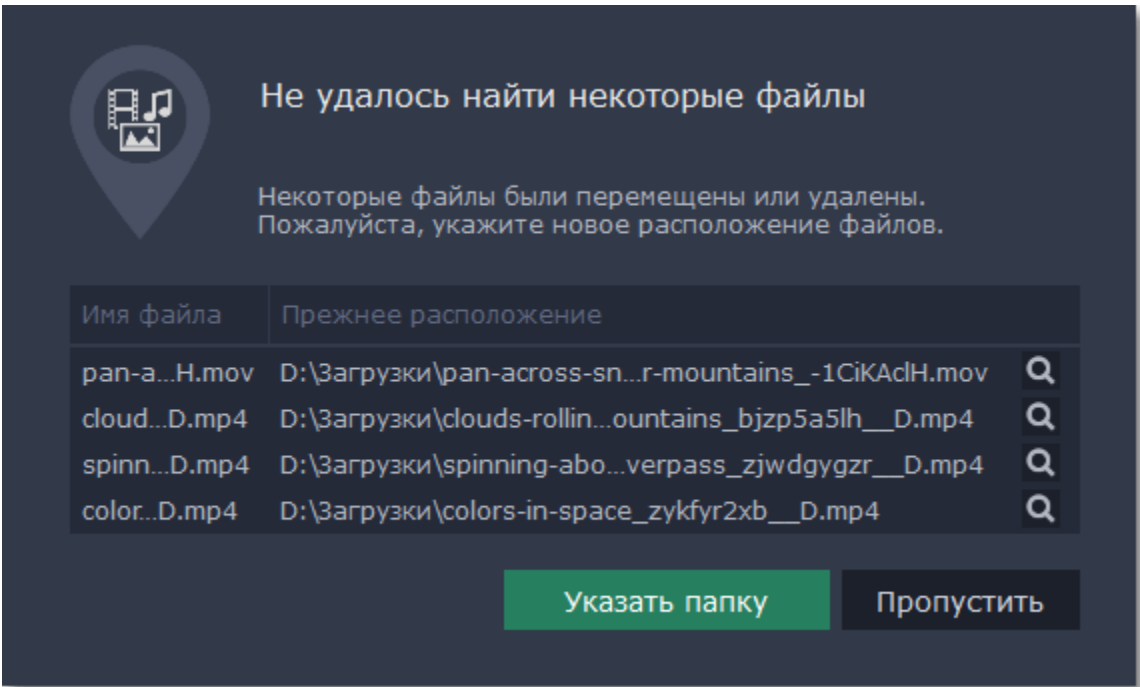 Не удалось найти некоторые файлы
Некоторые файлы были перемещены или удалены.
Пожалуйста, укажите новое расположение файлов.
Имя файла Прежнее расположение
pan-a...H.mov D:\Загрузки\pan-across-sn...r-mountains_-1CiKAclH.mov
cloud...D.mp4 D:\Загрузки\clouds-rollin...ountains_bjzp5a5lh__D.mp4
spinn...D.mp4 D:\Загрузки\spinning-abo...verpass_zjwdgygzr__D.mp4
color...D.mp4 D:\Загрузки\colors-in-space_zykfyr2xb__D.mp4
Указать папку Пропустить